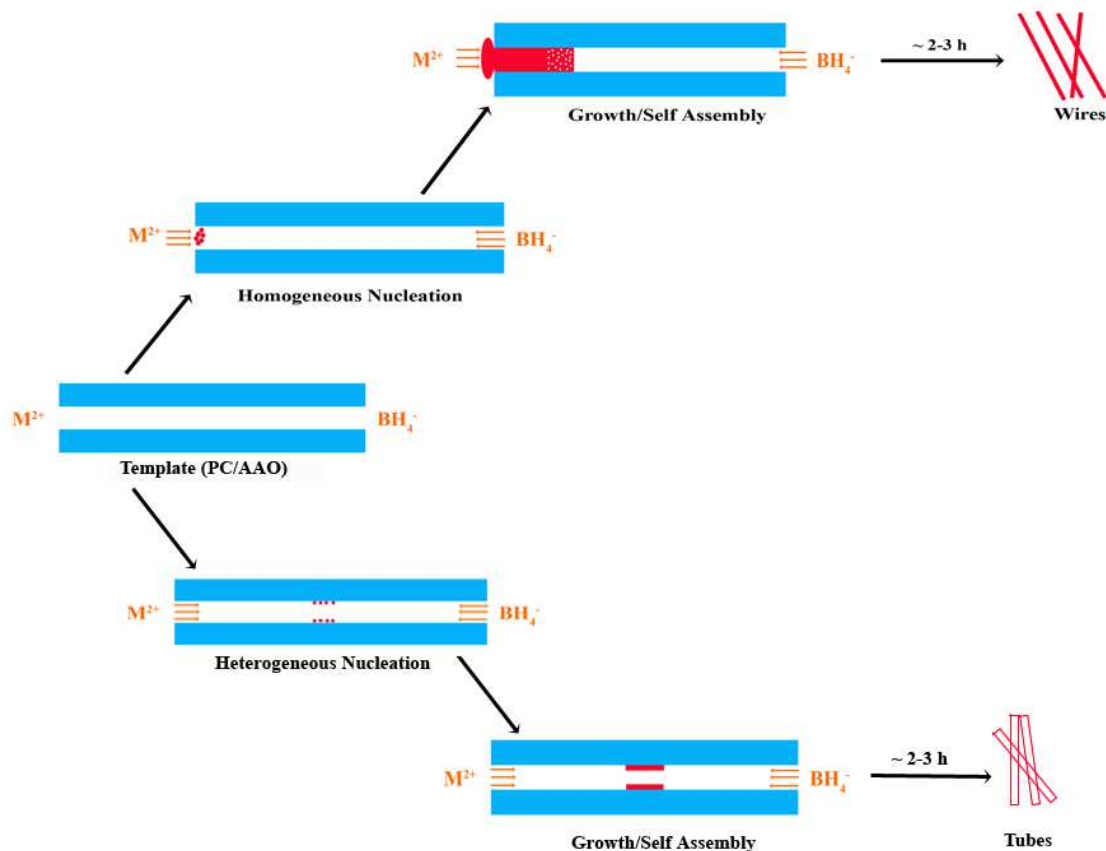 M²⁺ BH₄⁻ ~ 2-3 h
Growth/Self Assembly Wires
M²⁺ BH₄⁻
Homogeneous Nucleation
M²⁺ BH₄⁻
Template (PC/AAO)
M²⁺ BH₄⁻
Heterogeneous Nucleation
M²⁺ BH₄⁻ ~ 2-3 h
Growth/Self Assembly Tubes